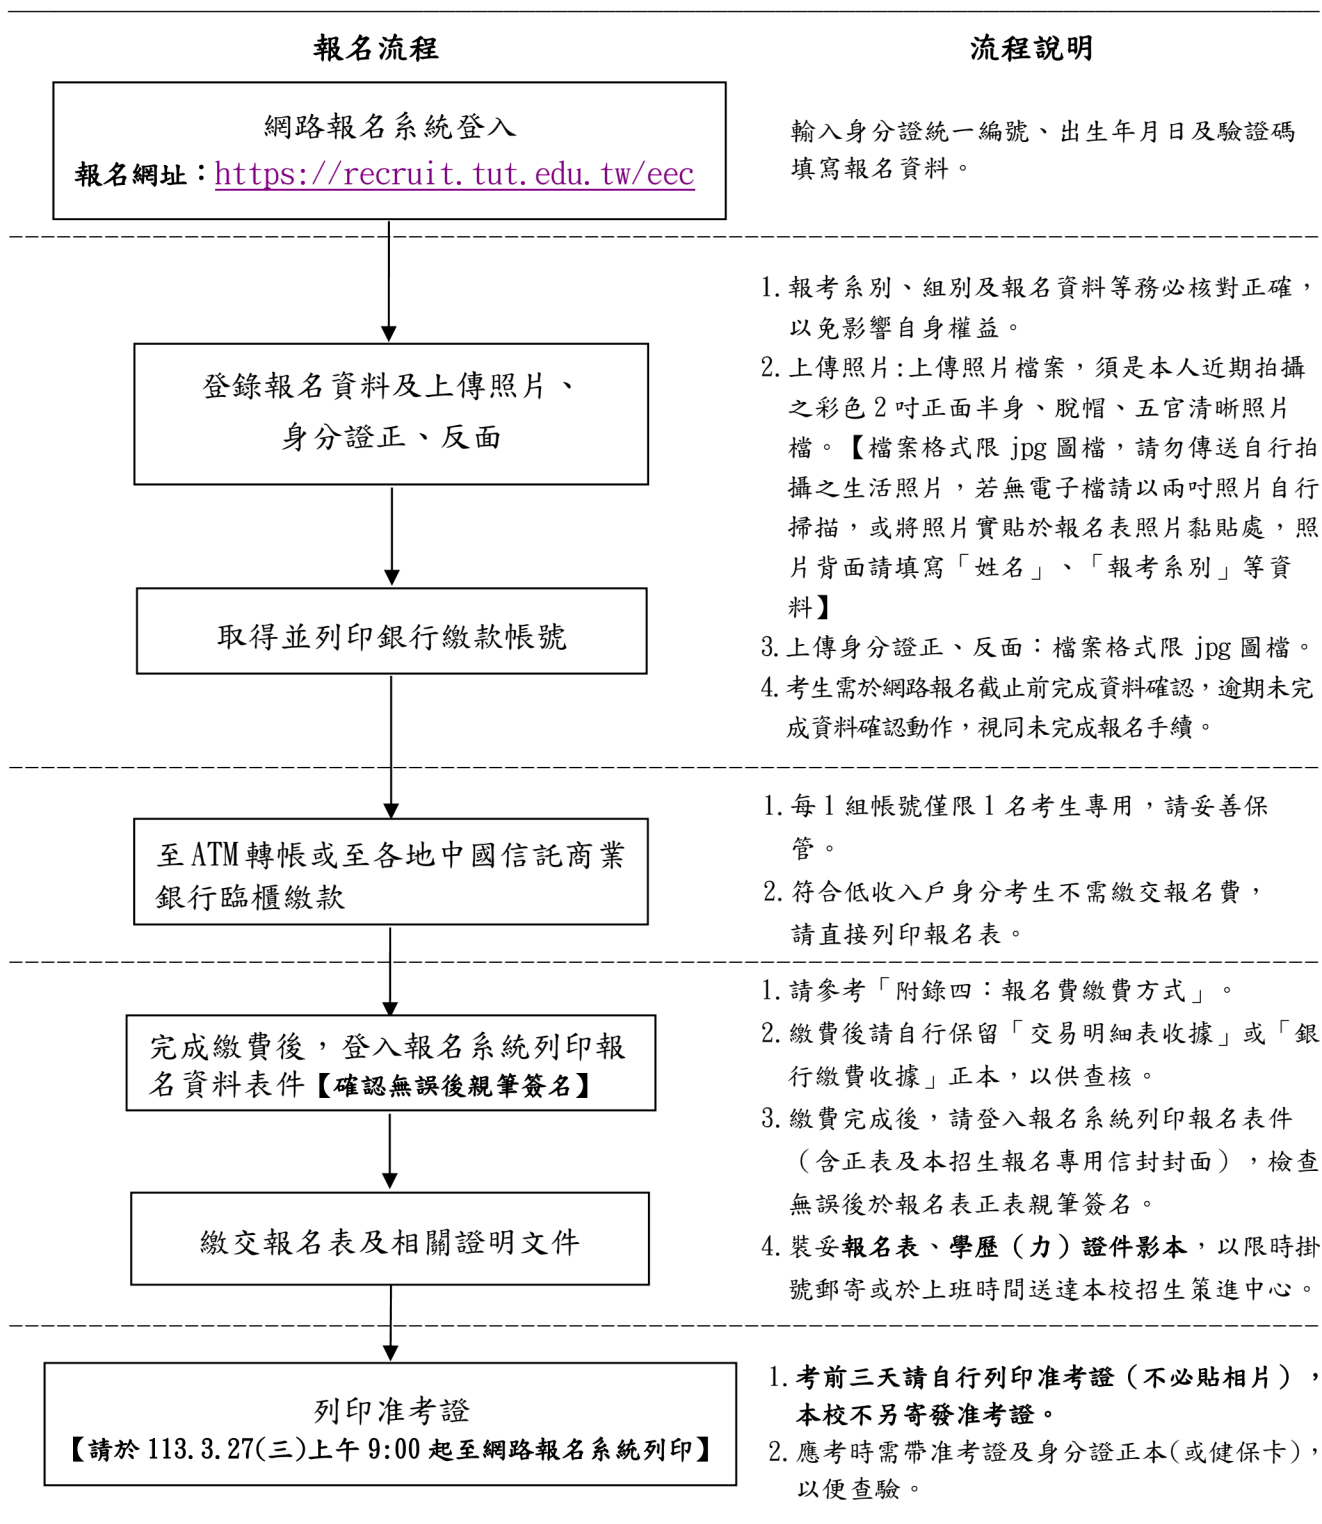 報名流程
流程說明
網路報名系統登入
報名網址：https://recruit.tut.edu.tw/eec
輸入身分證統一編號、出生年月日及驗證碼
填寫報名資料。
登錄報名資料及上傳照片、
身分證正、反面
取得並列印銀行繳款帳號
1.報考系別、組別及報名資料等務必核對正確，
以免影響自身權益。
2.上傳照片:上傳照片檔案，須是本人近期拍攝
之彩色2吋正面半身、脫帽、五官清晰照片
檔。【檔案格式限 jpg 圖檔，請勿傳送自行拍
攝之生活照片，若無電子檔請以兩吋照片自行
掃描，或將照片實貼於報名表照片黏貼處，照
片背面請填寫「姓名」、「報考系別」等資
料】
3.上傳身分證正、反面：檔案格式限 jpg 圖檔。
4.考生需於網路報名截止前完成資料確認，逾期未完
成資料確認動作，視同未完成報名手續。
至ATM轉帳或至各地中國信託商業
銀行臨櫃繳款
1.每1組帳號僅限1名考生專用，請妥善保
管。
2.符合低收入戶身分考生不需繳交報名費，
請直接列印報名表。
完成繳費後，登入報名系統列印報
名資料表件【確認無誤後親筆簽名】
繳交報名表及相關證明文件
1.請參考「附錄四：報名費繳費方式」。
2.繳費後請自行保留「交易明細表收據」或「銀
行繳費收據」正本，以供查核。
3.繳費完成後，請登入報名系統列印報名表件
（含正表及本招生報名專用信封封面），檢查
無誤後於報名表正表親筆簽名。
4.裝妥報名表、學歷（力）證件影本，以限時掛
號郵寄或於上班時間送達本校招生策進中心。
列印准考證
【請於 113.3.27(三)上午 9:00 起至網路報名系統列印】
1.考前三天請自行列印准考證（不必貼相片），
本校不另寄發准考證。
2.應考時需帶准考證及身分證正本(或健保卡)，
以便查驗。